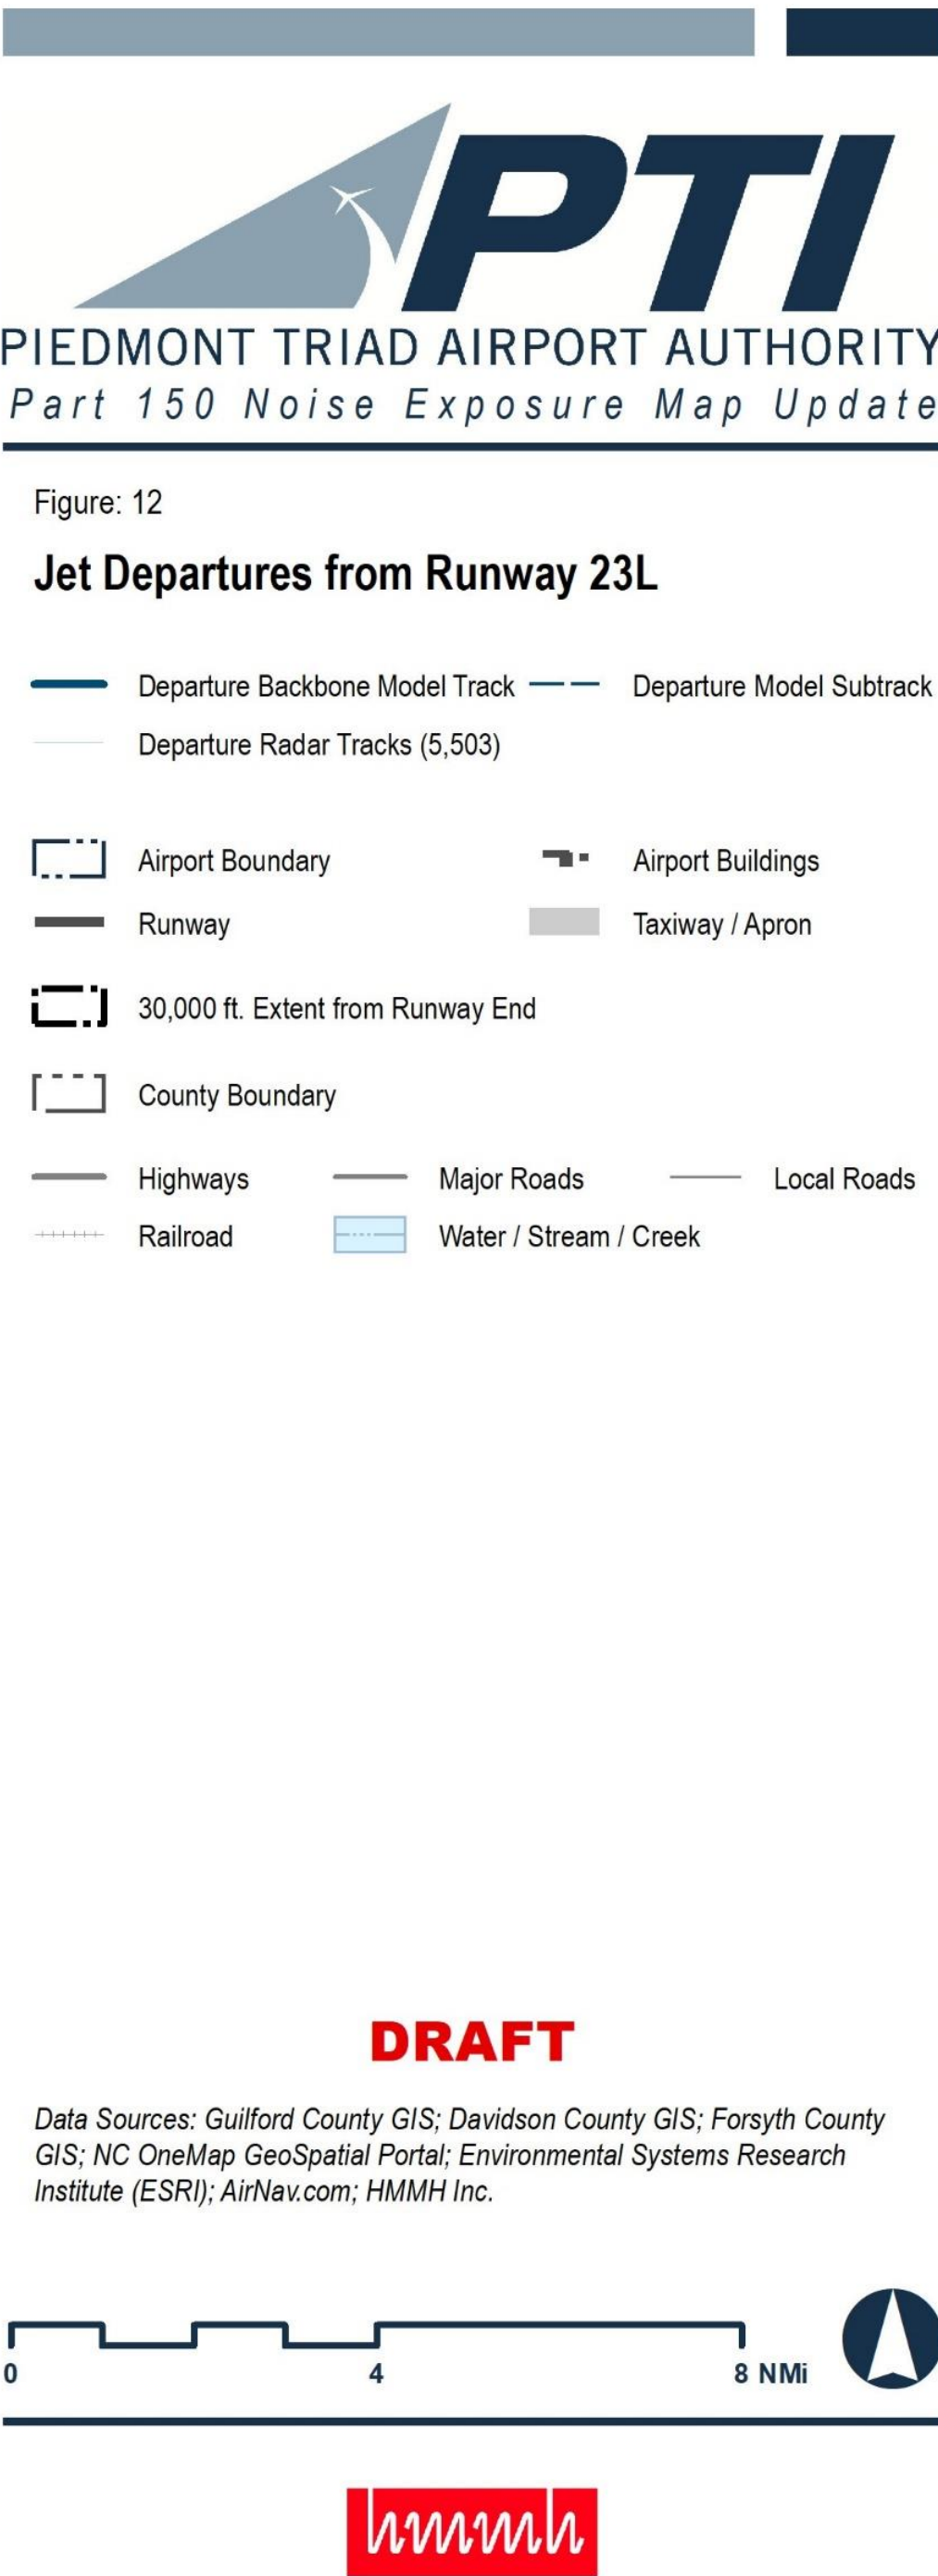 PTI
PIEDMONT TRIAD AIRPORT AUTHORITY
Part 150 Noise Exposure Map Update
Figure: 12
Jet Departures from Runway 23L
Departure Backbone Model Track Departure Model Subtrack
Departure Radar Tracks (5,503)
Airport Boundary Airport Buildings
Runway Taxiway / Apron
30,000 ft. Extent from Runway End
County Boundary
Highways Major Roads Local Roads
Railroad Water / Stream / Creek
DRAFT
Data Sources: Guilford County GIS; Davidson County GIS; Forsyth County
GIS; NC OneMap GeoSpatial Portal; Environmental Systems Research
Institute (ESRI); AirNav.com; HMMH Inc.
0 4 8 NMi
hmmh